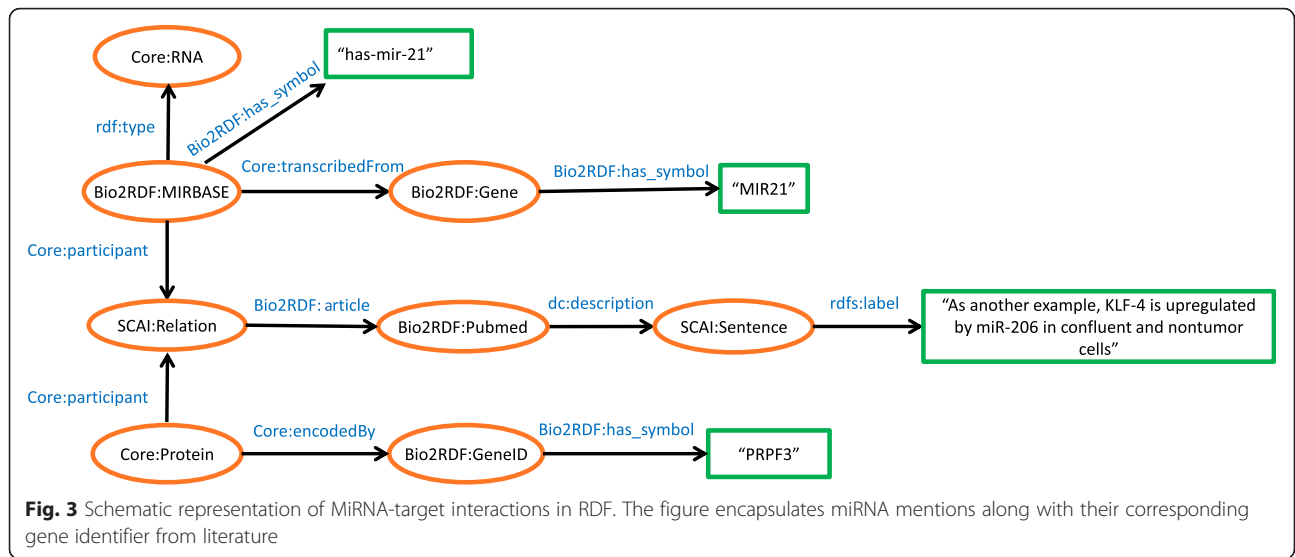 Core:RNA
"has-mir-21"
Bio2RDF:has_symbol
rdf:type
Core:transcribedFrom
Bio2RDF:has_symbol
Bio2RDF:MIRBASE
Bio2RDF:Gene
"MIR21"
Core:participant
Bio2RDF: article
dc:description
rdfs:label
SCAI:Relation
Bio2RDF:Pubmed
SCAI:Sentence
"As another example, KLF-4 is upregulated
by miR-206 in confluent and nontumor
cells"
Core:participant
Core:encodedBy
Bio2RDF:has_symbol
Core:Protein
Bio2RDF:GeneID
"PRPF3"
Fig. 3 Schematic representation of MiRNA-target interactions in RDF. The figure encapsulates miRNA mentions along with their corresponding
gene identifier from literature